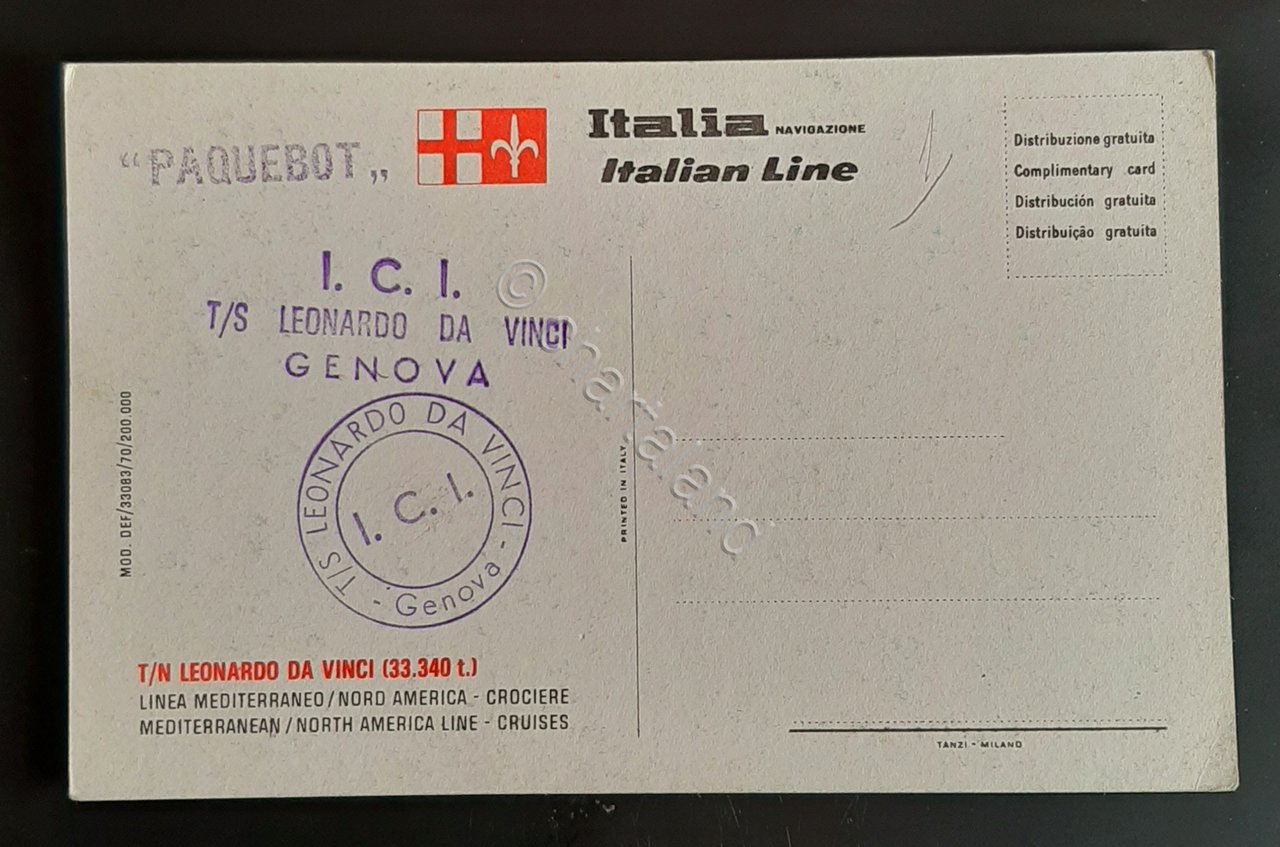 “PAQUEBOT„
Italia NAVIGAZIONE
Italian Line
Distribuzione gratuita
Complimentary card
Distribución gratuita
Distribuição gratuita
I. C. I.
T/S LEONARDO DA VINCI
GENOVA
T/S LEONARDO DA VINCI - Genova -
I. C. I.
MOD. DEF/33083/70/200.000
PRINTED IN ITALY
© Chartaland
T/N LEONARDO DA VINCI (33.340 t.)
LINEA MEDITERRANEO/NORD AMERICA - CROCIERE
MEDITERRANEAN/NORTH AMERICA LINE - CRUISES
TANZI - MILANO